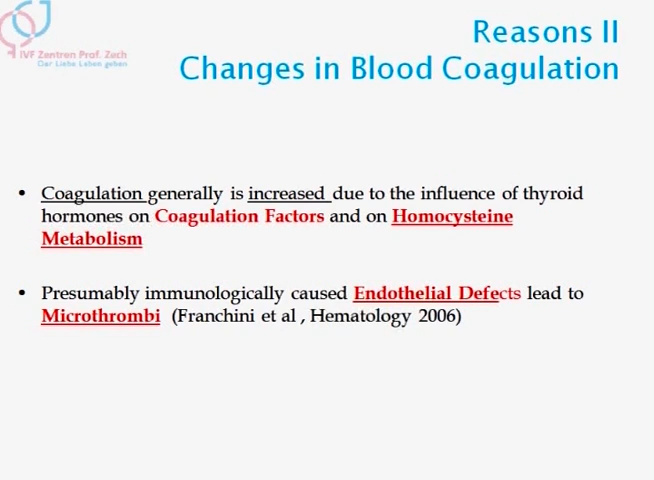 IVF Zentren Prof. Zech
Der Liebe Leben geben
Reasons II
Changes in Blood Coagulation
• Coagulation generally is increased due to the influence of thyroid
hormones on Coagulation Factors and on Homocysteine
Metabolism
• Presumably immunologically caused Endothelial Defects lead to
Microthrombi (Franchini et al , Hematology 2006)